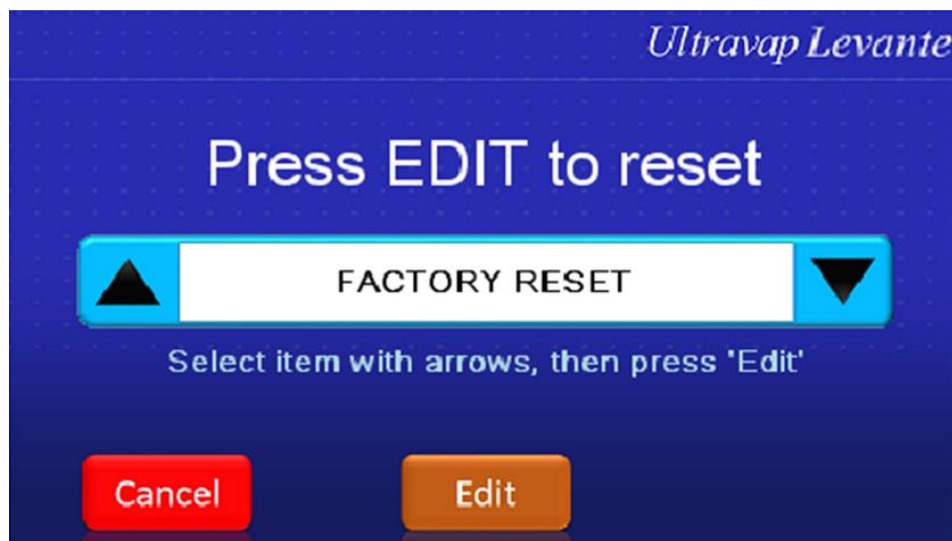 Ultravap Levante
Press EDIT to reset
FACTORY RESET
Select item with arrows, then press 'Edit'
Cancel Edit